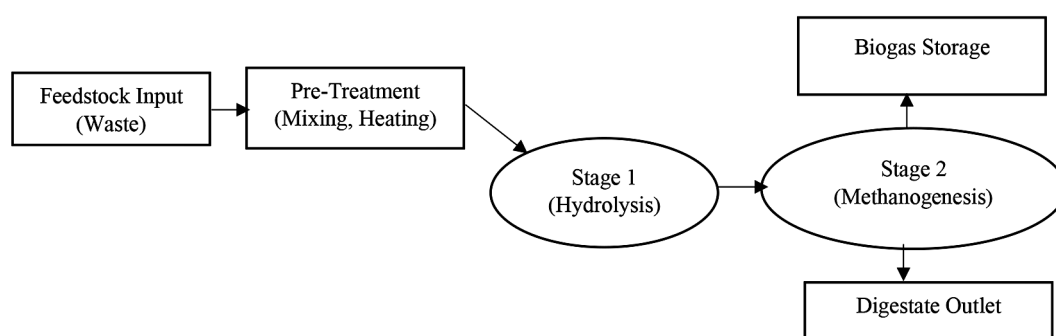 Feedstock Input
(Waste)
Pre-Treatment
(Mixing, Heating)
Stage 1
(Hydrolysis)
Stage 2
(Methanogenesis)
Biogas Storage
Digestate Outlet